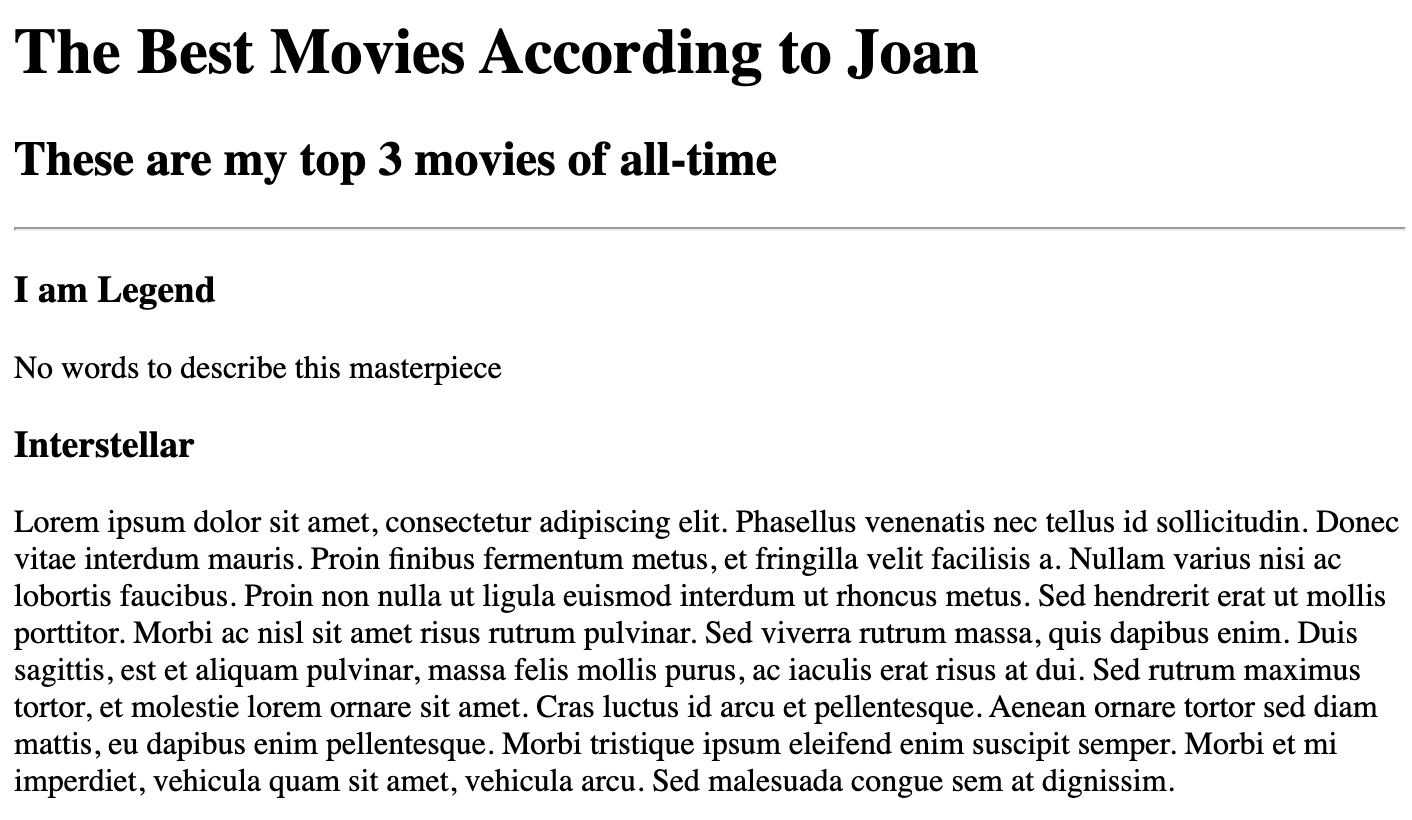 The Best Movies According to Joan
These are my top 3 movies of all-time
I am Legend
No words to describe this masterpiece
Interstellar
Lorem ipsum dolor sit amet, consectetur adipiscing elit. Phasellus venenatis nec tellus id sollicitudin. Donec
vitae interdum mauris. Proin finibus fermentum metus, et fringilla velit facilisis a. Nullam varius nisi ac
lobortis faucibus. Proin non nulla ut ligula euismod interdum ut rhoncus metus. Sed hendrerit erat ut mollis
porttitor. Morbi ac nisl sit amet risus rutrum pulvinar. Sed viverra rutrum massa, quis dapibus enim. Duis
sagittis, est et aliquam pulvinar, massa felis mollis purus, ac iaculis erat risus at dui. Sed rutrum maximus
tortor, et molestie lorem ornare sit amet. Cras luctus id arcu et pellentesque. Aenean ornare tortor sed diam
mattis, eu dapibus enim pellentesque. Morbi tristique ipsum eleifend enim suscipit semper. Morbi et mi
imperdiet, vehicula quam sit amet, vehicula arcu. Sed malesuada congue sem at dignissim.